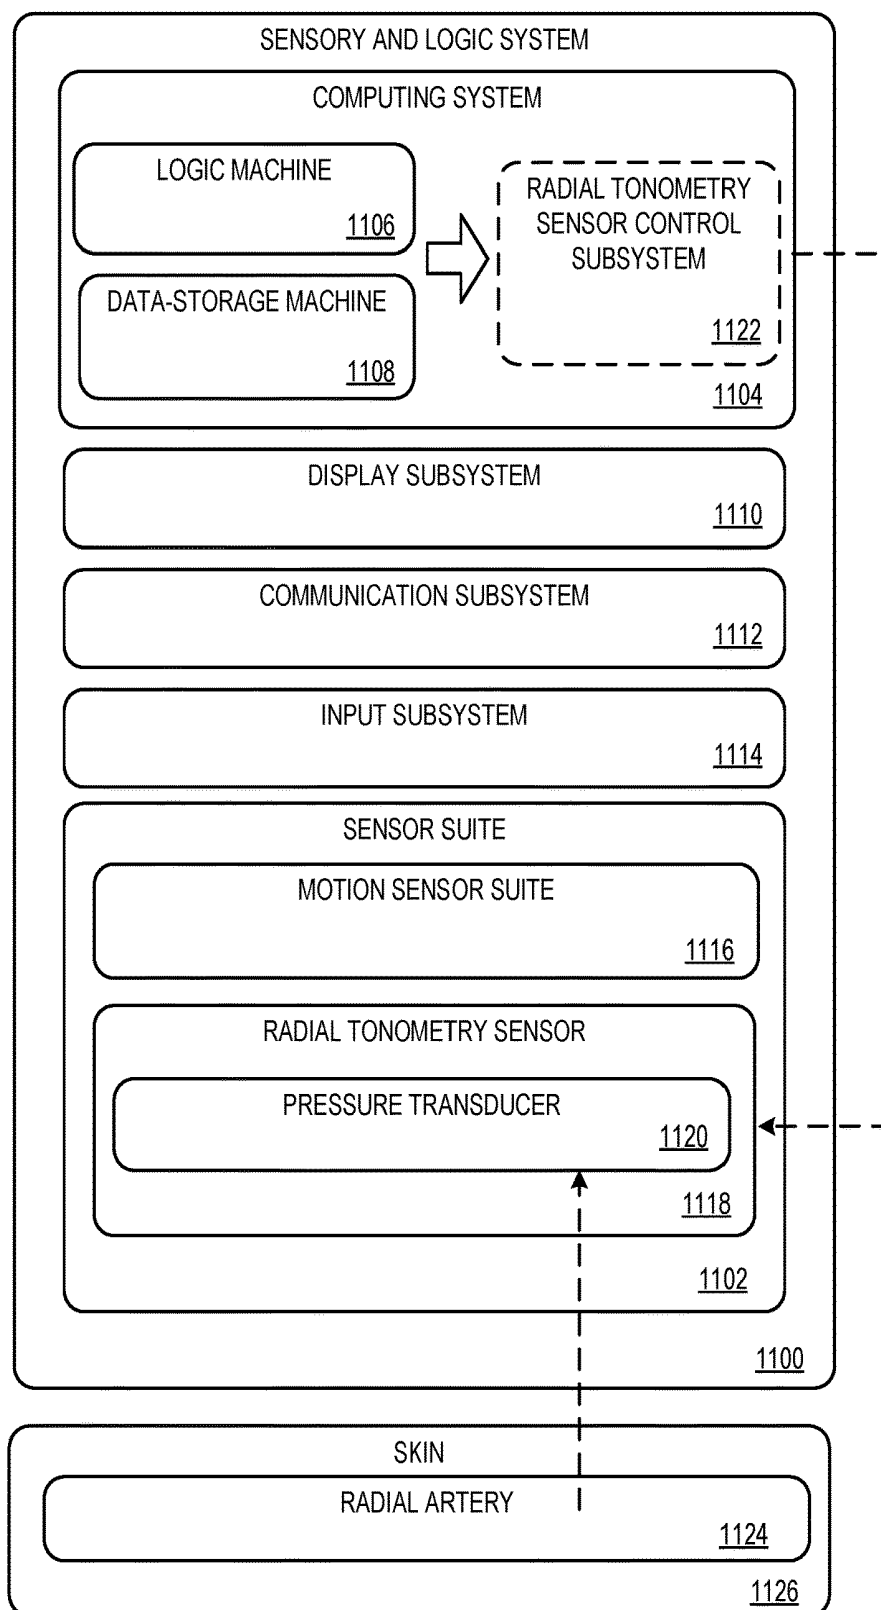 SENSORY AND LOGIC SYSTEM
COMPUTING SYSTEM
LOGIC MACHINE
1106
DATA-STORAGE MACHINE
1108
RADIAL TONOMETRY
SENSOR CONTROL
SUBSYSTEM
1122
1104
DISPLAY SUBSYSTEM
1110
COMMUNICATION SUBSYSTEM
1112
INPUT SUBSYSTEM
1114
SENSOR SUITE
MOTION SENSOR SUITE
1116
RADIAL TONOMETRY SENSOR
PRESSURE TRANSDUCER
1120
1118
1102
1100
SKIN
RADIAL ARTERY
1124
1126